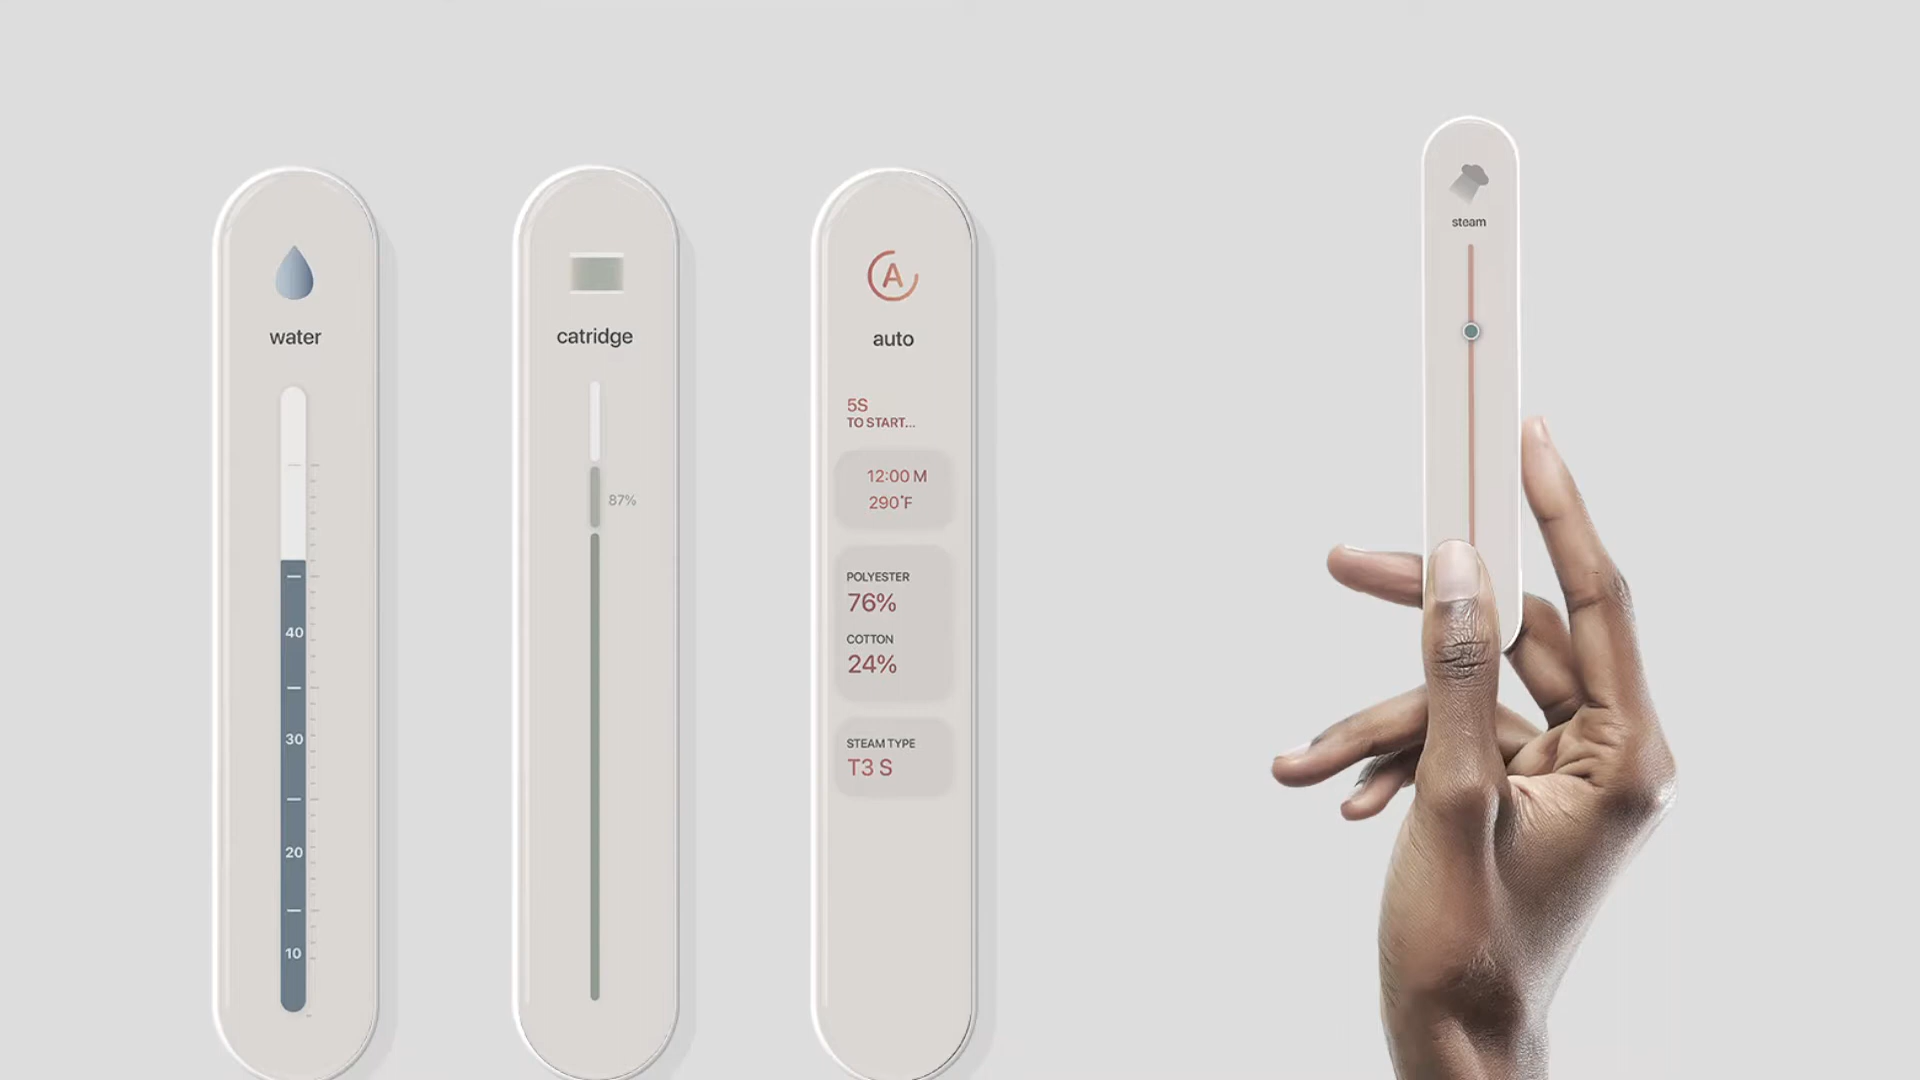 water
40
30
20
10
catridge
87%
auto
5S
TO START...
12:00 M
290°F
POLYESTER
76%
COTTON
24%
STEAM TYPE
T3 S
steam